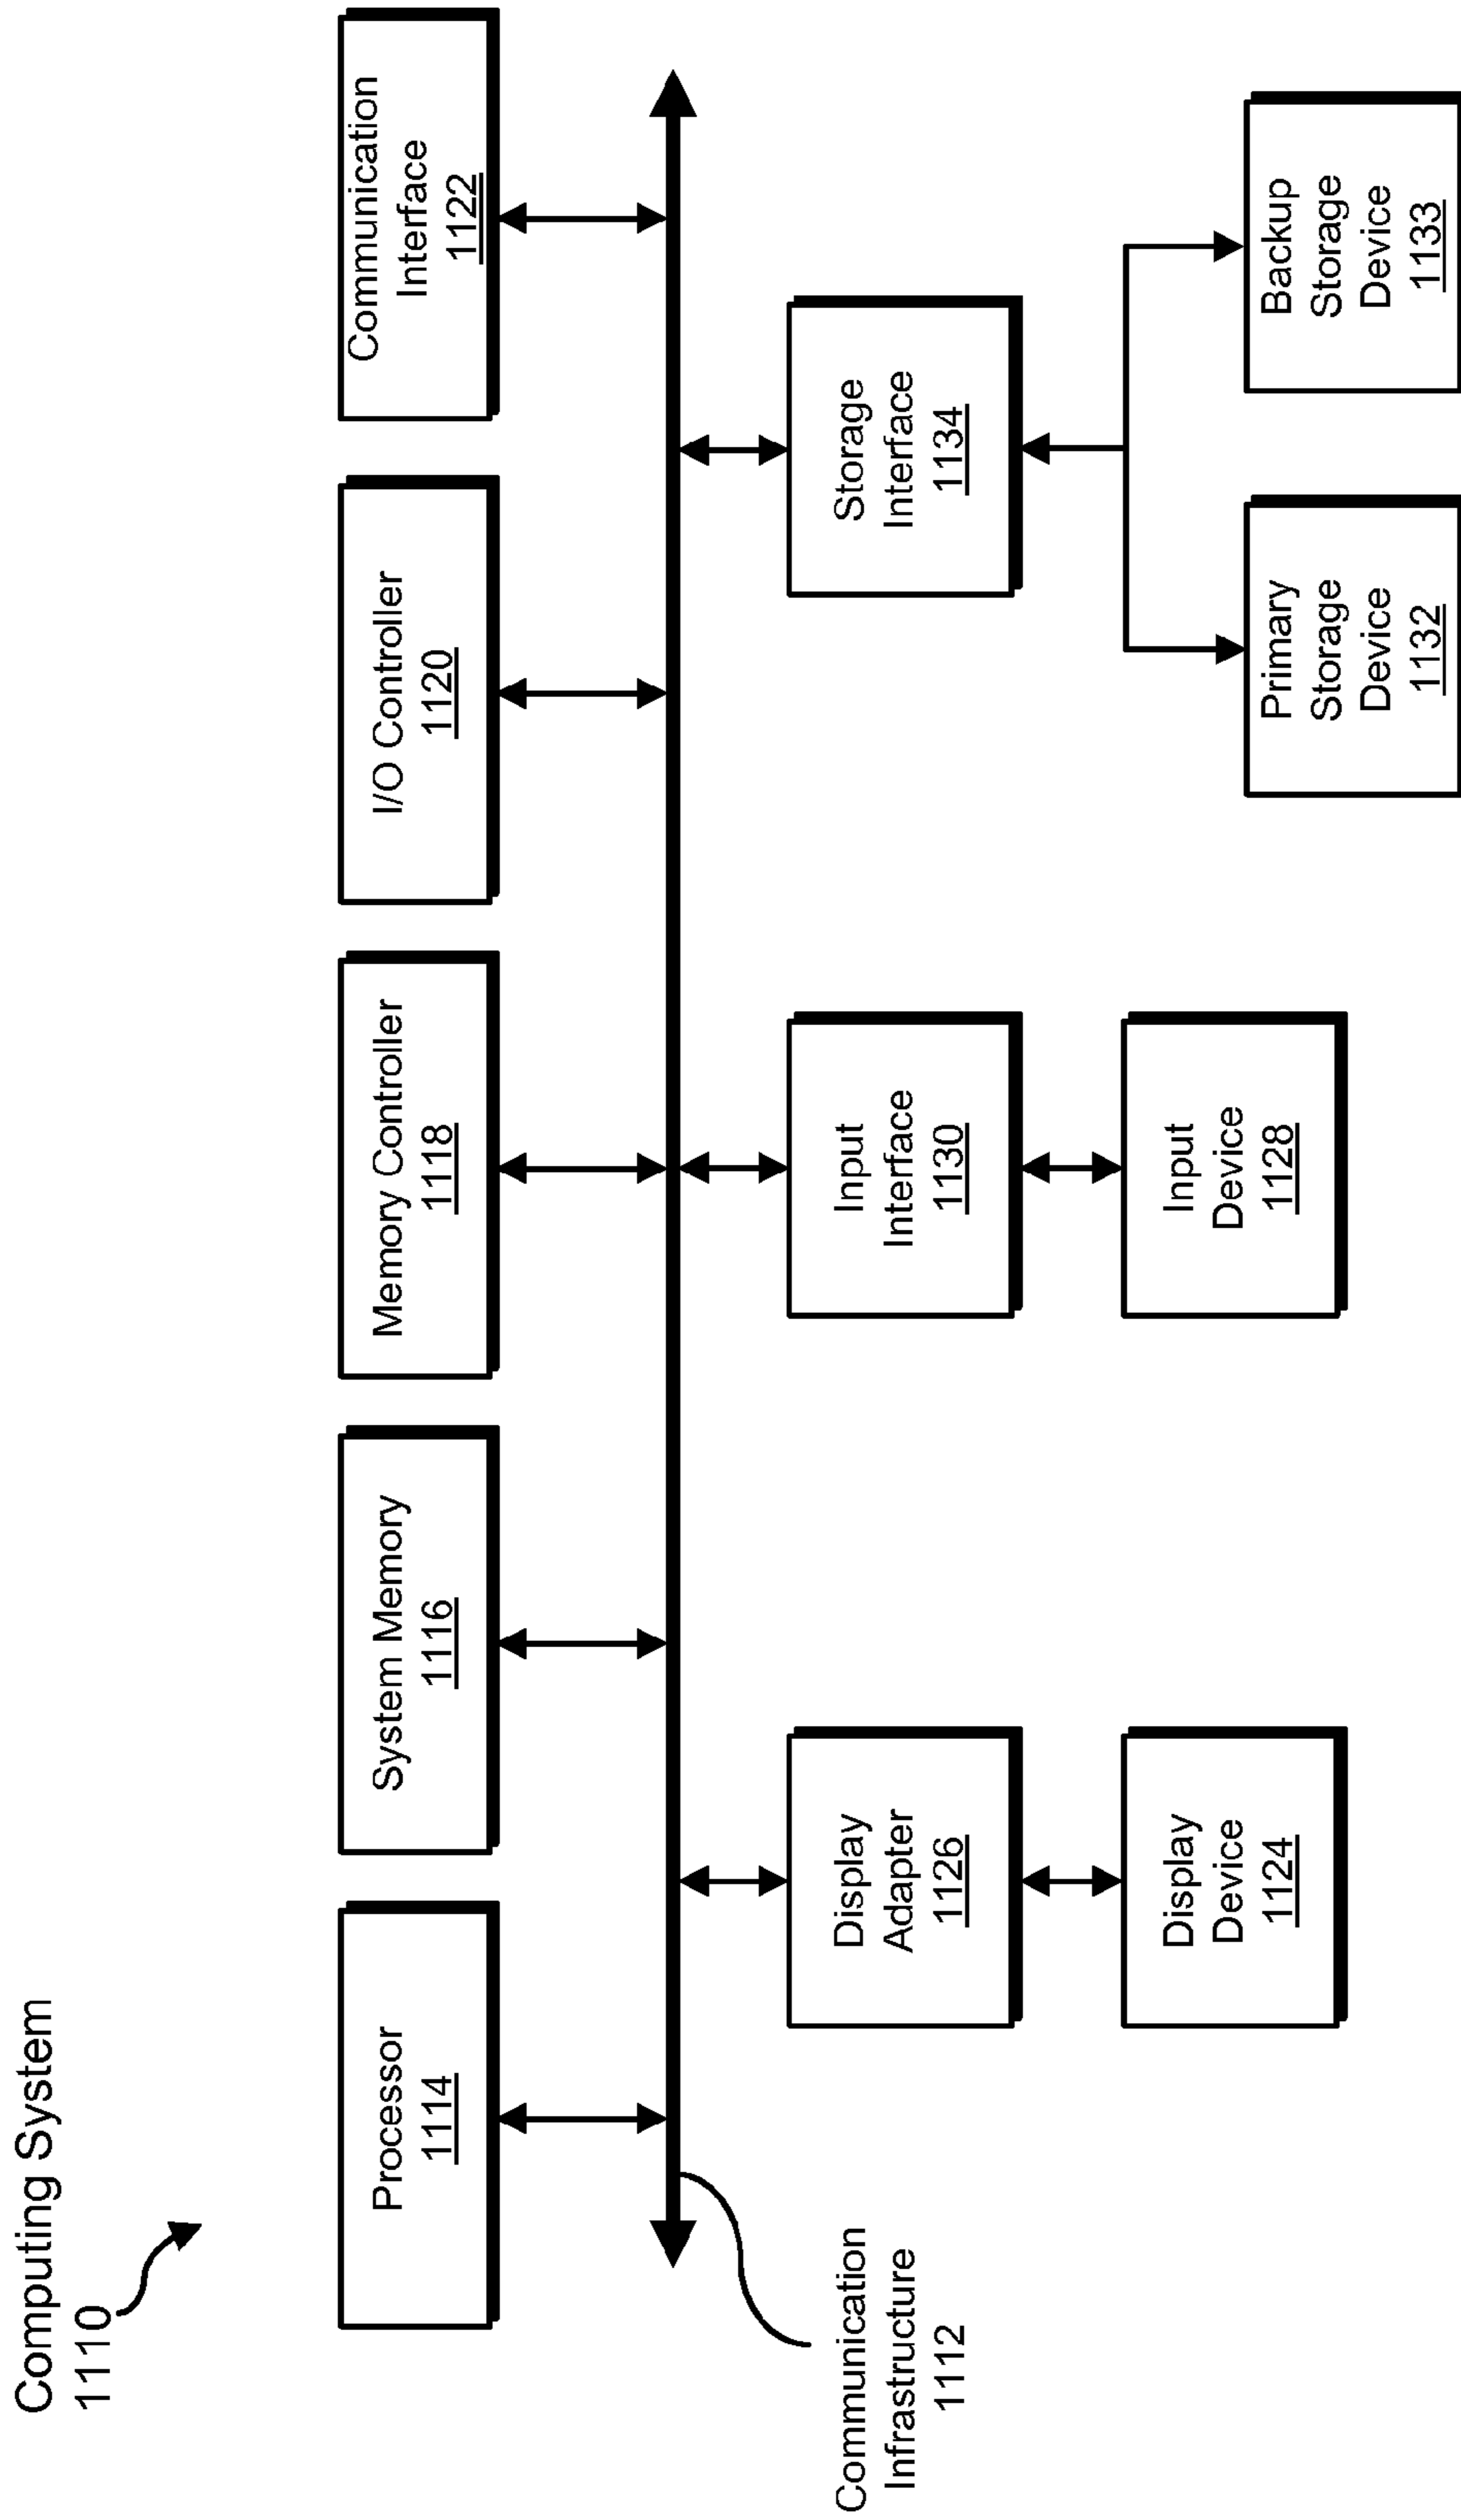 Computing System
1110
Processor
1114
System Memory
1116
Memory Controller
1118
I/O Controller
1120
Communication
Interface
1122
Communication
Infrastructure
1112
Display
Adapter
1126
Input
Interface
1130
Storage
Interface
1134
Display
Device
1124
Input
Device
1128
Primary
Storage
Device
1132
Backup
Storage
Device
1133